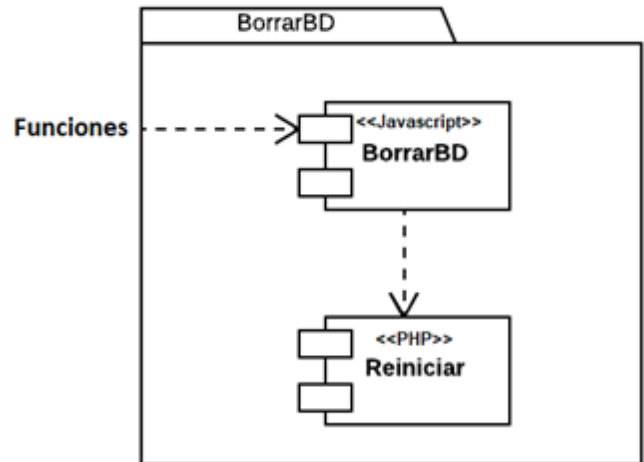 BorrarBD
Funciones
<<Javascript>>
BorrarBD
<<PHP>>
Reiniciar